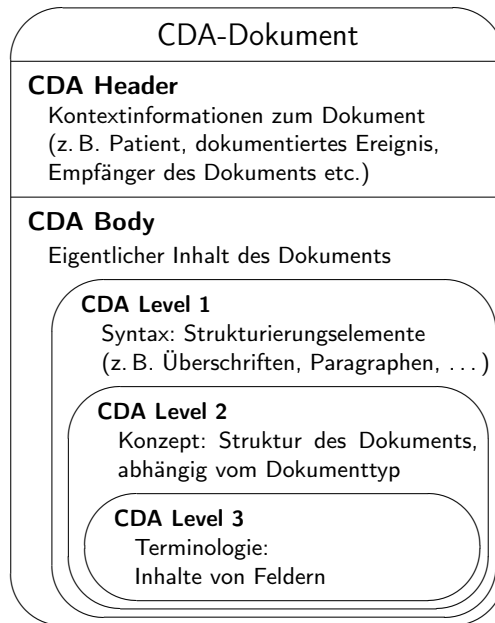 CDA-Dokument
CDA Header
Kontextinformationen zum Dokument
(z. B. Patient, dokumentiertes Ereignis,
Empfänger des Dokuments etc.)
CDA Body
Eigentlicher Inhalt des Dokuments
CDA Level 1
Syntax: Strukturierungselemente
(z. B. Überschriften, Paragraphen, . . . )
CDA Level 2
Konzept: Struktur des Dokuments,
abhängig vom Dokumenttyp
CDA Level 3
Terminologie:
Inhalte von Feldern